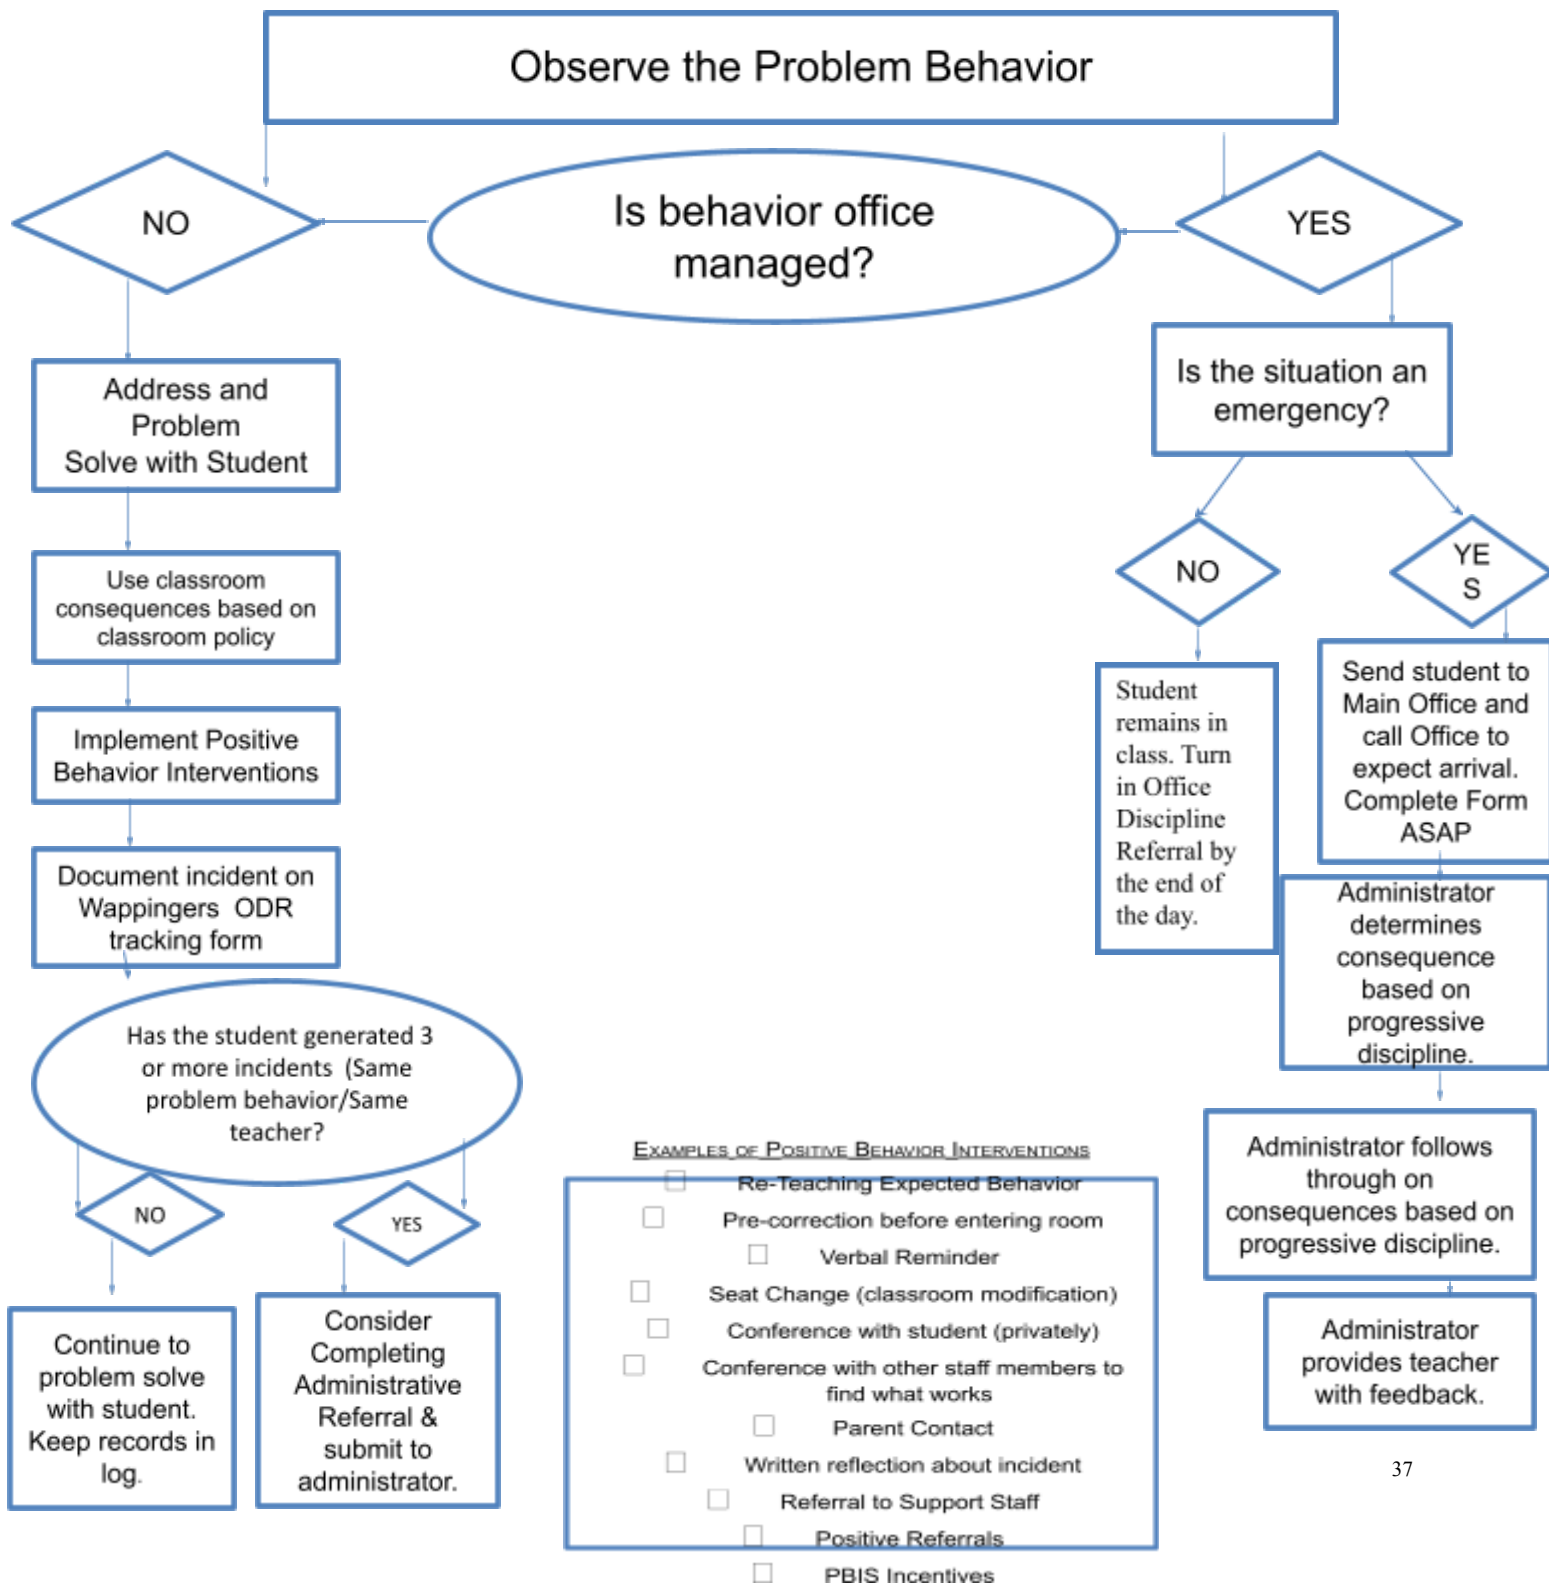 Observe the Problem Behavior
NO
Is behavior office
managed?
YES
Address and
Problem
Solve with Student
Use classroom
consequences based on
classroom policy
Implement Positive
Behavior Interventions
Document incident on
Wappingers ODR
tracking form
Has the student generated 3
or more incidents (Same
problem behavior/Same
teacher?
NO
YES
Continue to
problem solve
with student.
Keep records in
log.
Consider
Completing
Administrative
Referral &
submit to
administrator.
Is the situation an
emergency?
NO
YE
S
Student
remains in
class. Turn
in Office
Discipline
Referral by
the end of
the day.
Send student to
Main Office and
call Office to
expect arrival.
Complete Form
ASAP
Administrator
determines
consequence
based on
progressive
discipline.
Administrator follows
through on
consequences based on
progressive discipline.
Administrator
provides teacher
with feedback.
EXAMPLES OF POSITIVE BEHAVIOR INTERVENTIONS
☐ Re-Teaching Expected Behavior
☐ Pre-correction before entering room
☐ Verbal Reminder
☐ Seat Change (classroom modification)
☐ Conference with student (privately)
☐ Conference with other staff members to
find what works
☐ Parent Contact
☐ Written reflection about incident
☐ Referral to Support Staff
☐ Positive Referrals
☐ PBIS Incentives
37